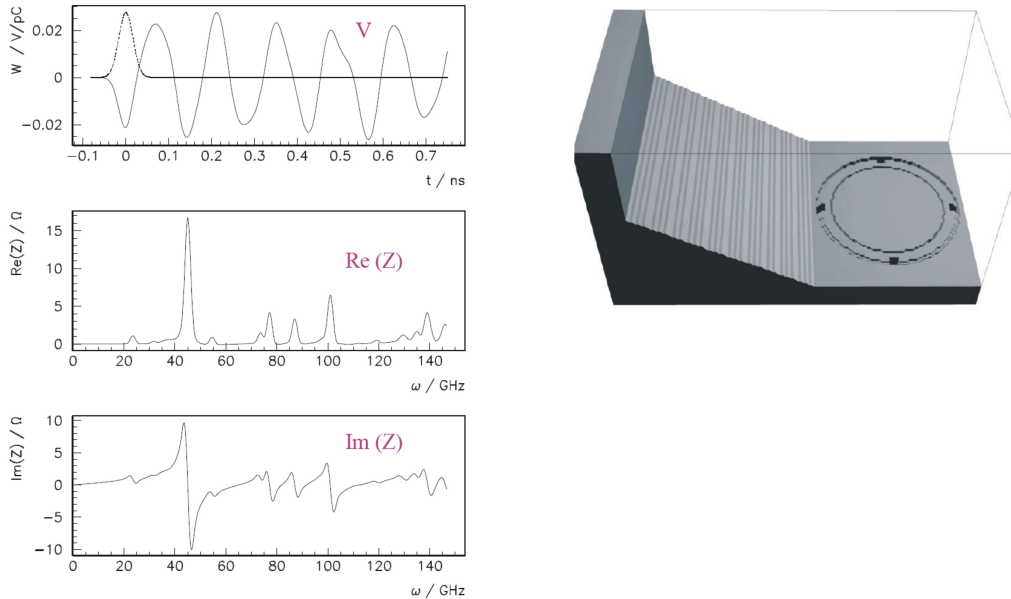 W / V/pC
0.02
0
−0.02
V
−0.1 0 0.1 0.2 0.3 0.4 0.5 0.6 0.7
t / ns
Re(Z) / Ω
15
10
5
0
Re (Z)
0 20 40 60 80 100 120 140
ω / GHz
Im(Z) / Ω
10
5
0
−5
−10
Im (Z)
0 20 40 60 80 100 120 140
ω / GHz